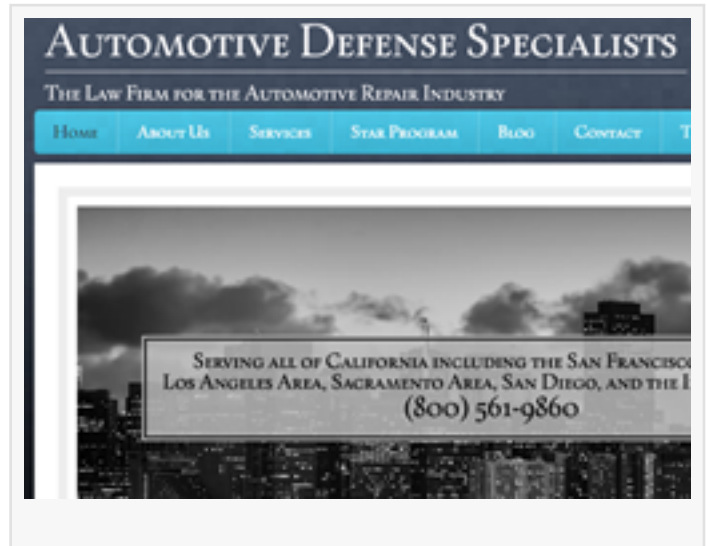 Automotive Defense Specialists
The Law Firm for the Automotive Repair Industry
Home About Us Services Star Program Blog Contact T
Serving all of California including the San Francisco
Los Angeles Area, Sacramento Area, San Diego, and the I
(800) 561-9860